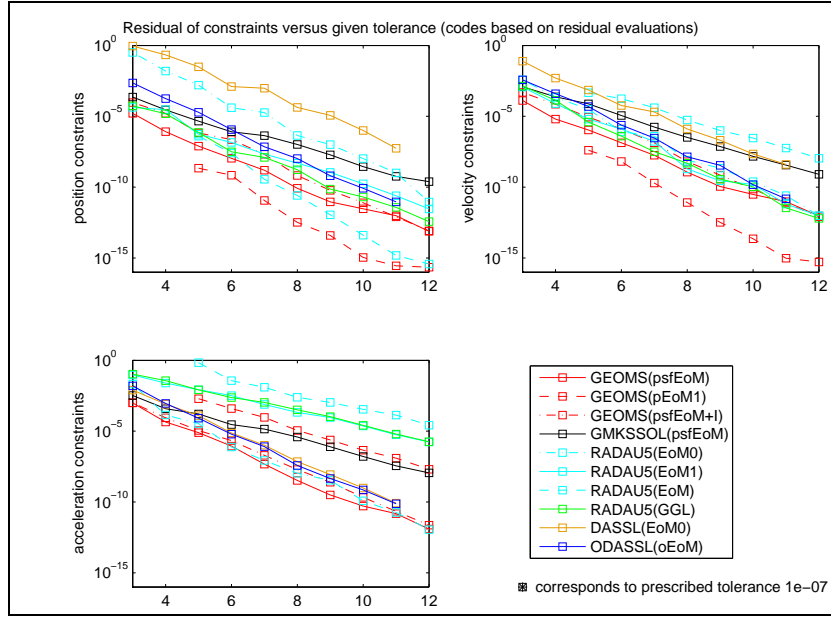 Residual of constraints versus given tolerance (codes based on residual evaluations)
10^0
10^-5
10^-10
10^-15
position constraints
4 6 8 10 12
10^0
10^-5
10^-10
10^-15
velocity constraints
4 6 8 10 12
10^0
10^-5
10^-10
10^-15
acceleration constraints
4 6 8 10 12
GEOMS(psfEoM)
GEOMS(pEoM1)
GEOMS(psfEoM+I)
GMKSSOL(psfEoM)
RADAU5(EoM0)
RADAU5(EoM1)
RADAU5(EoM)
RADAU5(GGL)
DASSL(EoM0)
ODASSL(oEoM)
corresponds to prescribed tolerance 1e−07